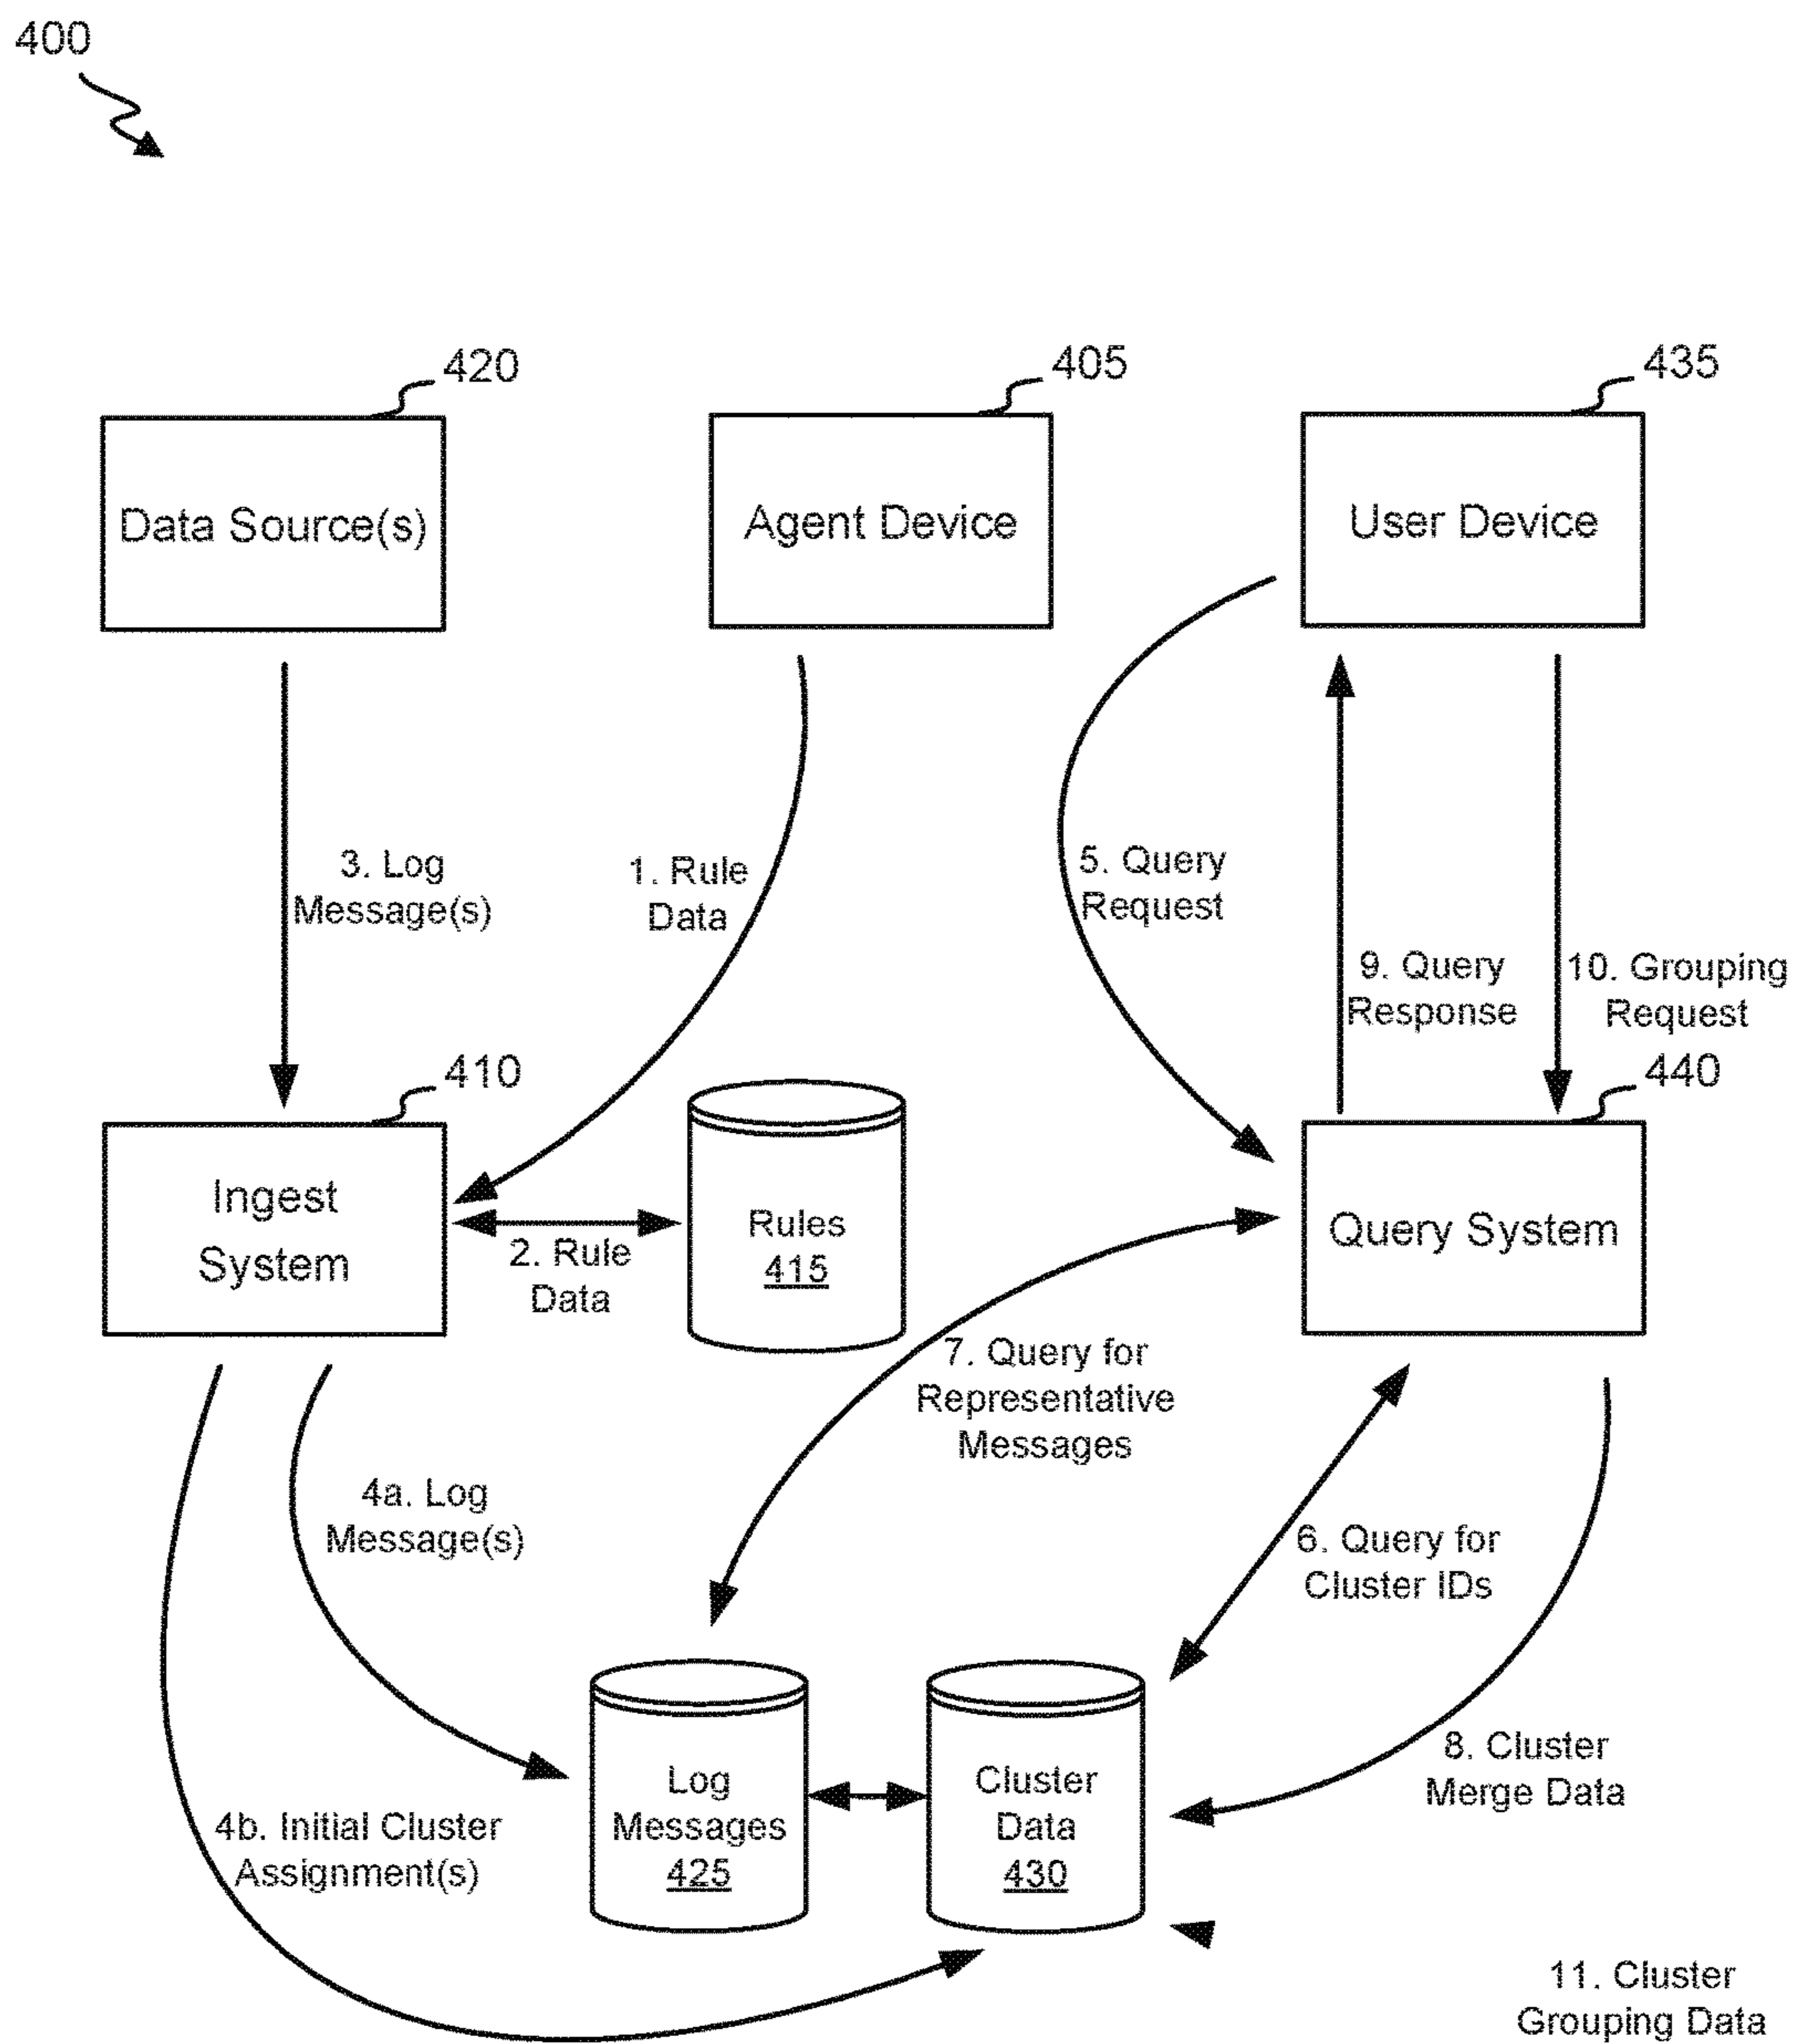 400
420
405
435
Data Source(s)
Agent Device
User Device
3. Log
Message(s)
1. Rule
Data
5. Query
Request
9. Query
Response
10. Grouping
Request
410
440
Ingest
System
2. Rule
Data
Rules
415
Query System
7. Query for
Representative
Messages
4a. Log
Message(s)
6. Query for
Cluster IDs
8. Cluster
Merge Data
4b. Initial Cluster
Assignment(s)
Log
Messages
425
Cluster
Data
430
11. Cluster
Grouping Data